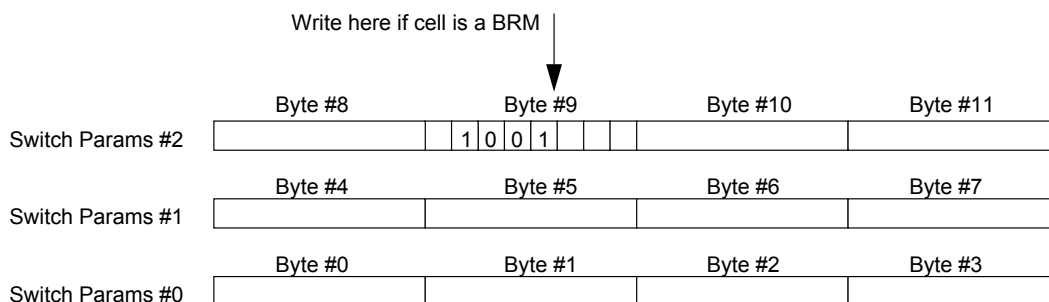 Write here if cell is a BRM
Byte #8 Byte #9 Byte #10 Byte #11
Switch Params #2 1 0 0 1
Byte #4 Byte #5 Byte #6 Byte #7
Switch Params #1
Byte #0 Byte #1 Byte #2 Byte #3
Switch Params #0